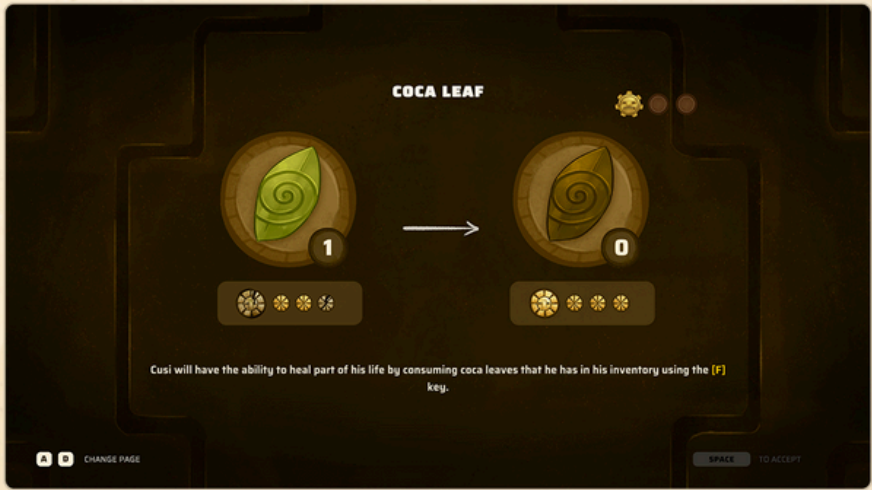 COCA LEAF
1
0
Cusi will have the ability to heal part of his life by consuming coca leaves that he has in his inventory using the [F]
key.
A D CHANGE PAGE
SPACE TO ACCEPT